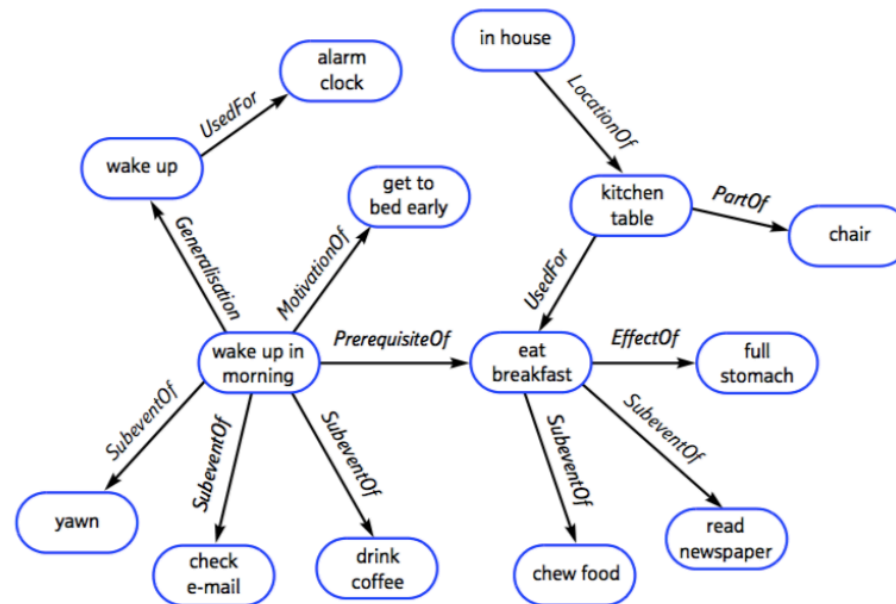 in house
alarm
clock
UsedFor
LocationOf
wake up
get to
bed early
kitchen
table
PartOf
chair
Generalisation
MotivationOf
UsedFor
wake up in
morning
PrerequisiteOf
eat
breakfast
EffectOf
full
stomach
SubeventOf
SubeventOf
SubeventOf
SubeventOf
SubeventOf
yawn
check
e-mail
drink
coffee
chew food
read
newspaper